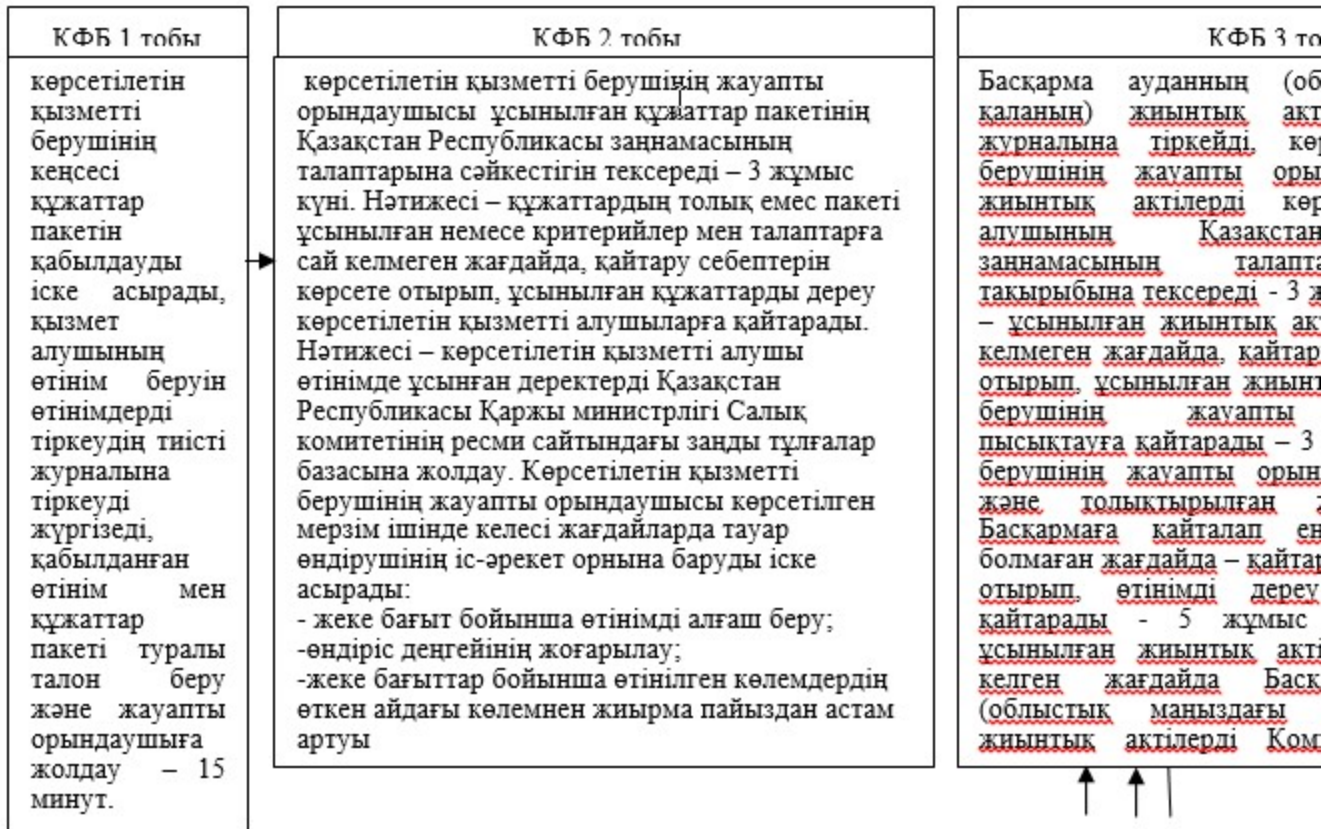 КФБ 1 тобы
көрсетілетін
қызметті
берушінің
кеңсесі
құжаттар
пакетін
қабылдауды
іске асырады,
қызмет
алушының
өтінім беруін
өтінімдерді
тіркеудің тиісті
журналына
тіркеуді
жүргізеді,
қабылданған
өтінім мен
құжаттар
пакеті туралы
талон беру
және жауапты
орындаушыға
жолдау – 15
минут.
КФБ 2 тобы
көрсетілетін қызметті берушінің жауапты
орындаушысы ұсынылған құжаттар пакетінің
Қазақстан Республикасы заңнамасының
талаптарына сәйкестігін тексереді – 3 жұмыс
күні. Нәтижесі – құжаттардың толық емес пакеті
ұсынылған немесе критерийлер мен талаптарға
сай келмеген жағдайда, қайтару себептерін
көрсете отырып, ұсынылған құжаттарды дереу
көрсетілетін қызметті алушыларға қайтарады.
Нәтижесі – көрсетілетін қызметті алушы
өтінімде ұсынған деректерді Қазақстан
Республикасы Қаржы министрлігі Салық
комитетінің ресми сайтындағы заңды тұлғалар
базасына жолдау. Көрсетілетін қызметті
берушінің жауапты орындаушысы көрсетілген
мерзім ішінде келесі жағдайларда тауар
өндірушінің іс-әрекет орнына баруды іске
асырады:
- жеке бағыт бойынша өтінімді алғаш беру;
-өндіріс деңгейінің жоғарылау;
-жеке бағыттар бойынша өтінілген көлемдердің
өткен айдағы көлемнен жиырма пайыздан астам
артуы
КФБ 3
Басқарма ауданның
қаланың) жиынтық
журналына тіркейді,
берушінің жауапты
жиынтық актілерді
алушының Қазақстан
заңнамасының
тақырыбына тексереді - 3
– ұсынылған жиынтық
келмеген жағдайда,
отырып, ұсынылған
берушінің жауапты
пысықтауға қайтарады – 3
берушінің жауапты
және толықтырылған
Басқармаға қайталап
болмаған жағдайда –
отырып, өтінімді дереу
қайтарады - 5 жұмыс
ұсынылған жиынтық
келген жағдайда
(облыстық маңыздағы
жиынтық актілерді